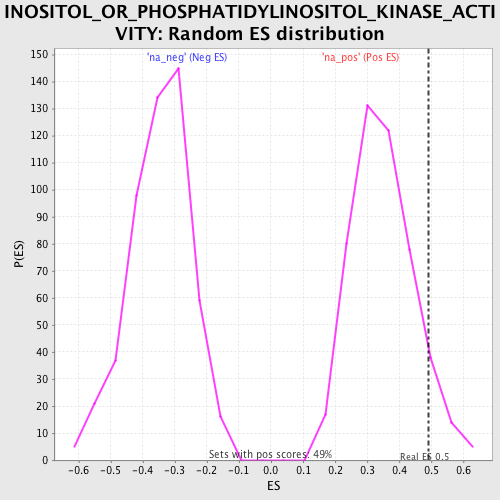 INOSITOL_OR_PHOSPHATIDYLINOSITOL_KINASE_ACTI
VITY: Random ES distribution
'na_neg' (Neg ES) 'na_pos' (Pos ES)
150
140
130
120
110
100
90
80
70
60
50
40
30
20
10
0
P(ES)
Sets with pos scores: 49%
Real ES 0.5
-0.6 -0.5 -0.4 -0.3 -0.2 -0.1 0.0 0.1 0.2 0.3 0.4 0.5 0.6
ES